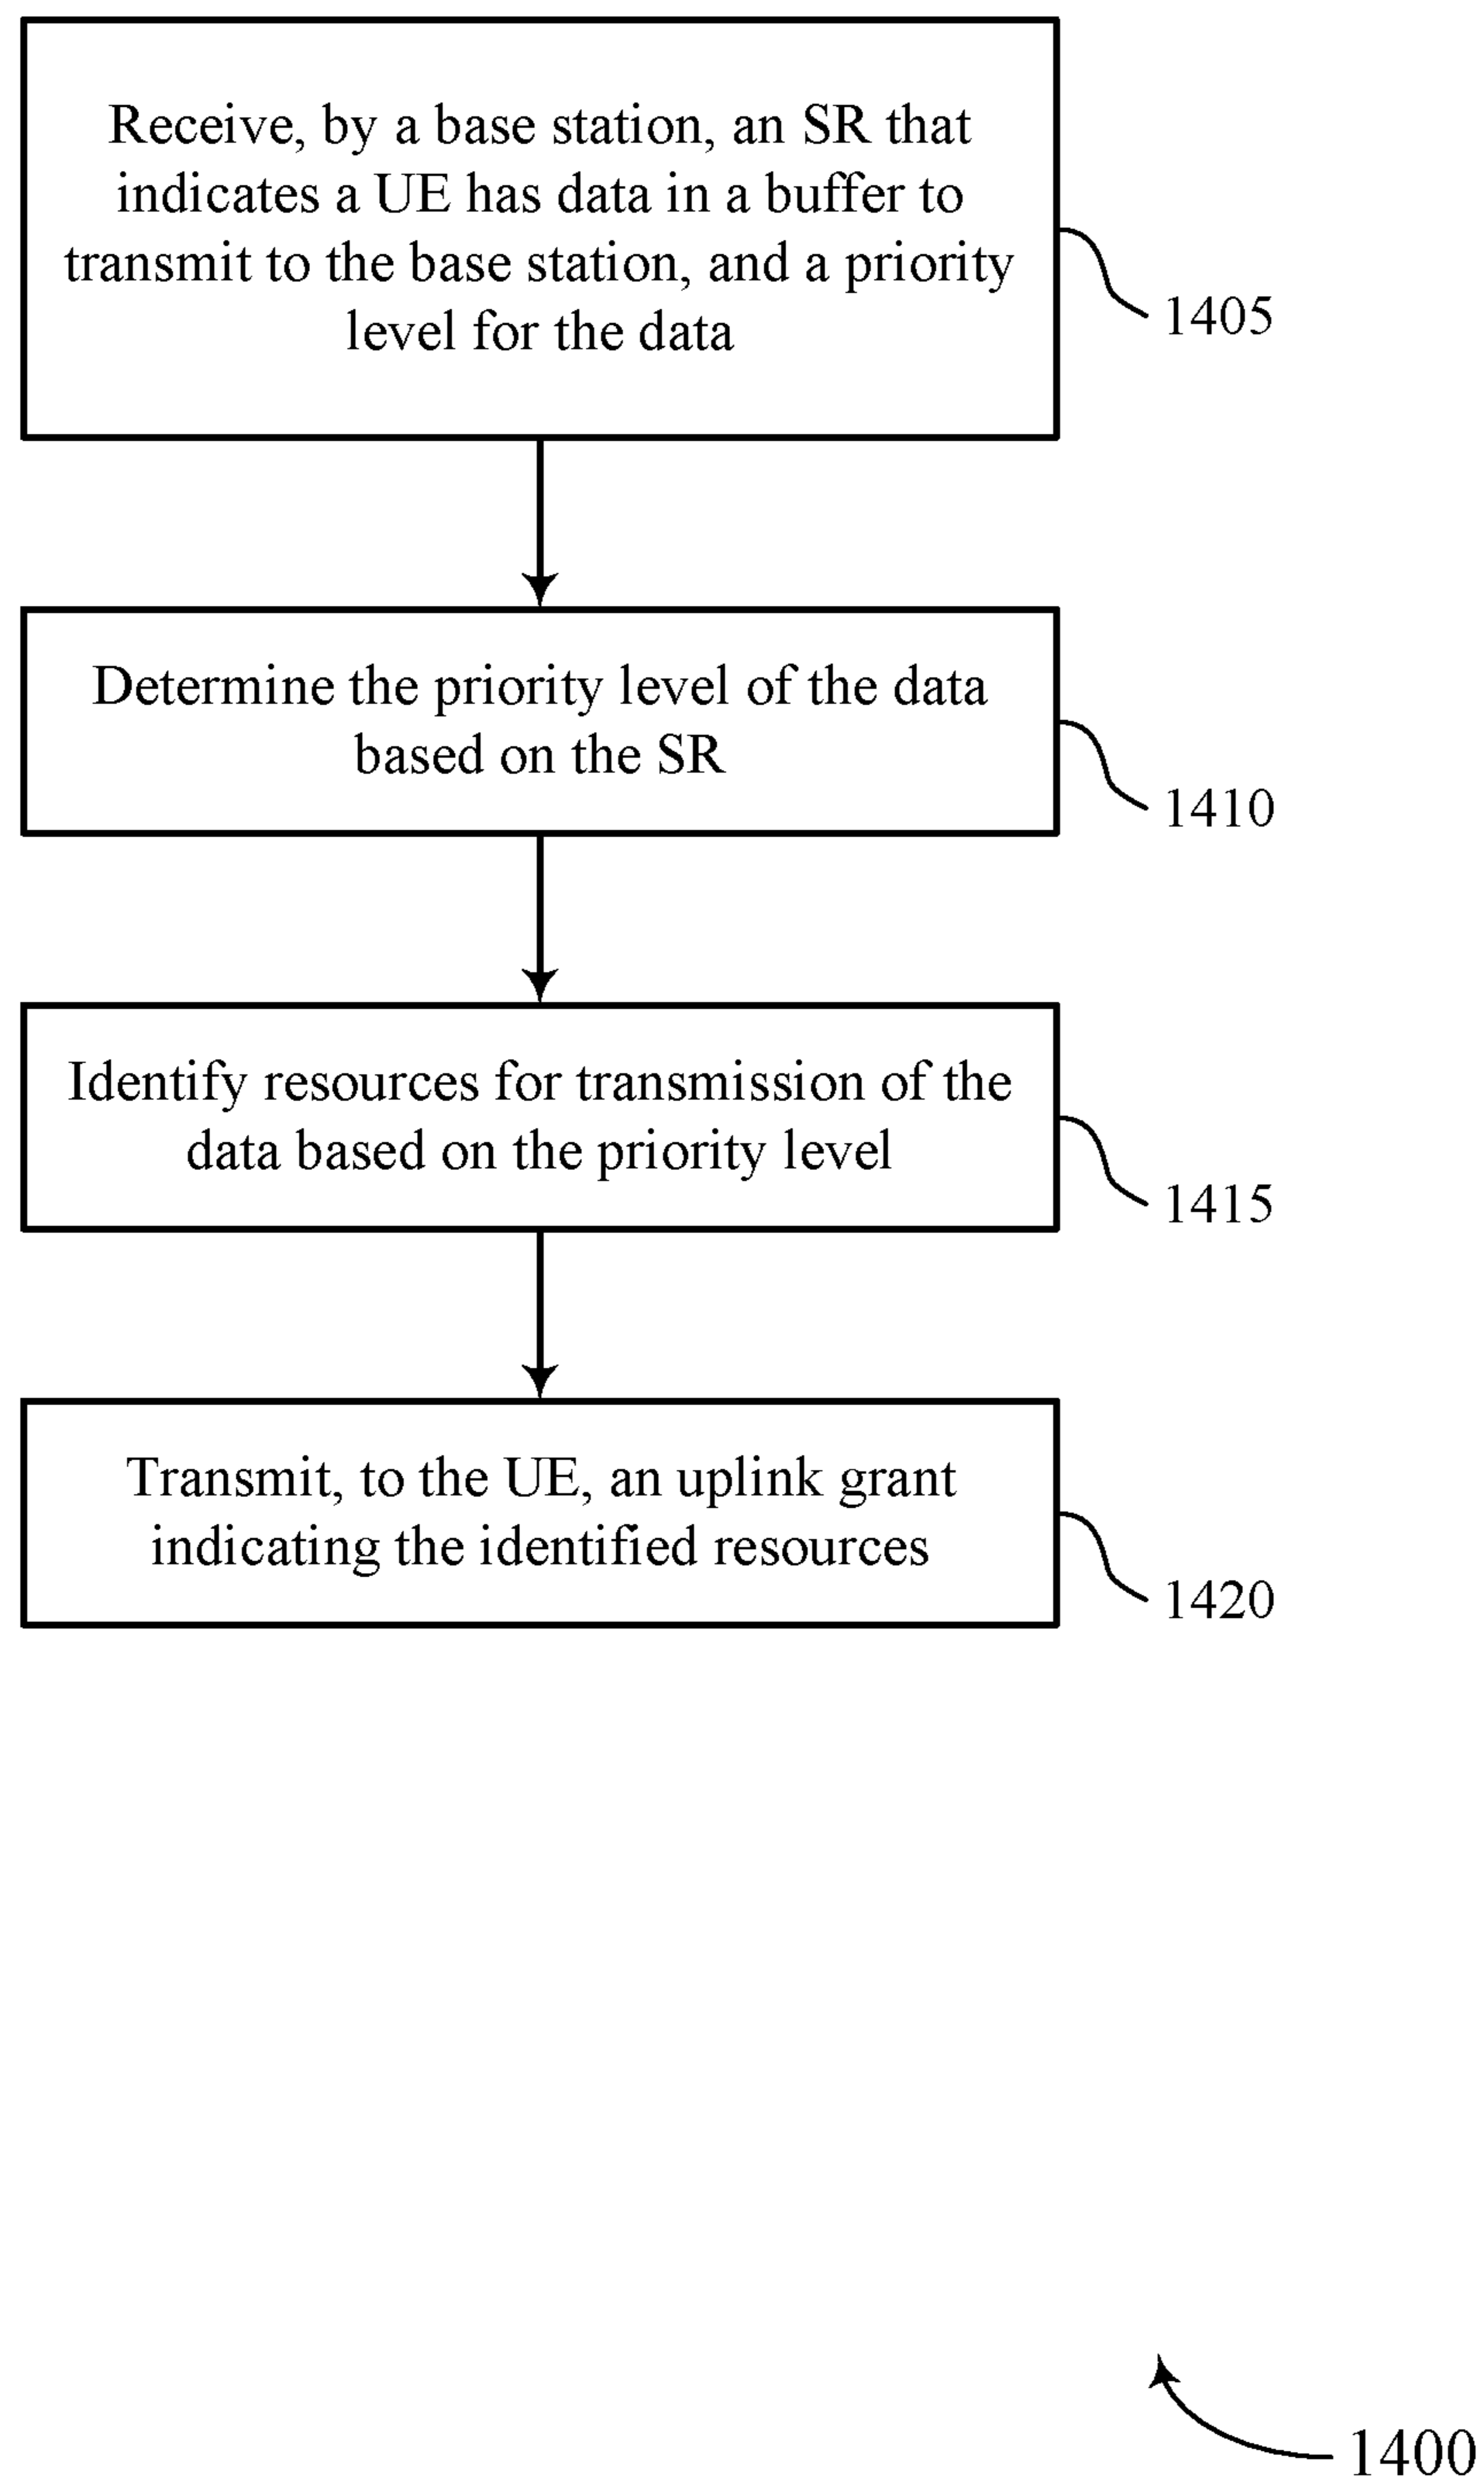 Receive, by a base station, an SR that
indicates a UE has data in a buffer to
transmit to the base station, and a priority
level for the data
1405
Determine the priority level of the data
based on the SR
1410
Identify resources for transmission of the
data based on the priority level
1415
Transmit, to the UE, an uplink grant
indicating the identified resources
1420
1400